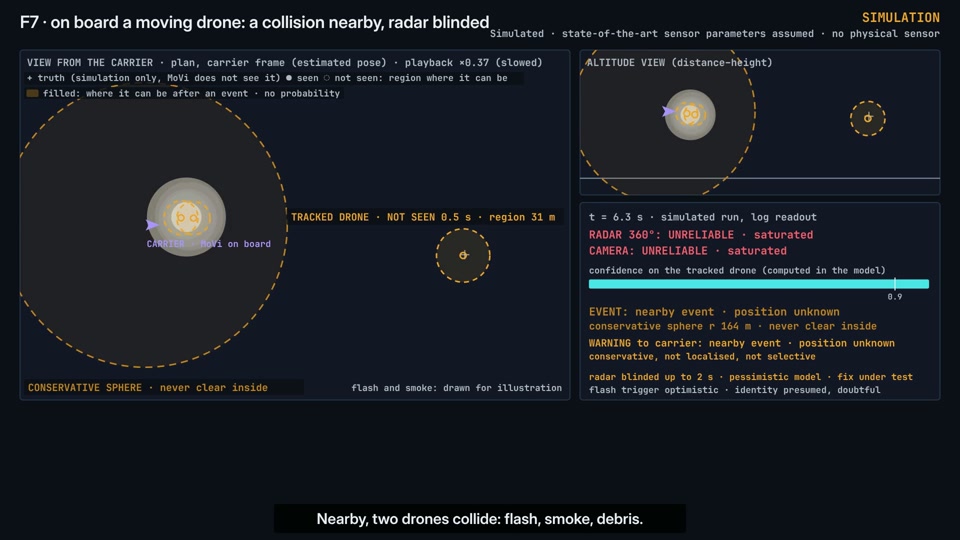 F7 · on board a moving drone: a collision nearby, radar blinded
SIMULATION
Simulated · state-of-the-art sensor parameters assumed · no physical sensor
VIEW FROM THE CARRIER · plan, carrier frame (estimated pose) · playback ×0.37 (slowed)
+ truth (simulation only, MoVi does not see it) ● seen ○ not seen: region where it can be
filled: where it can be after an event · no probability
TRACKED DRONE · NOT SEEN 0.5 s · region 31 m
CARRIER · MoVi on board
CONSERVATIVE SPHERE · never clear inside
flash and smoke: drawn for illustration
ALTITUDE VIEW (distance-height)
t = 6.3 s · simulated run, log readout
RADAR 360°: UNRELIABLE · saturated
CAMERA: UNRELIABLE · saturated
confidence on the tracked drone (computed in the model)
0.9
EVENT: nearby event · position unknown
conservative sphere r 164 m · never clear inside
WARNING to carrier: nearby event · position unknown
conservative, not localised, not selective
radar blinded up to 2 s · pessimistic model · fix under test
flash trigger optimistic · identity presumed, doubtful
Nearby, two drones collide: flash, smoke, debris.